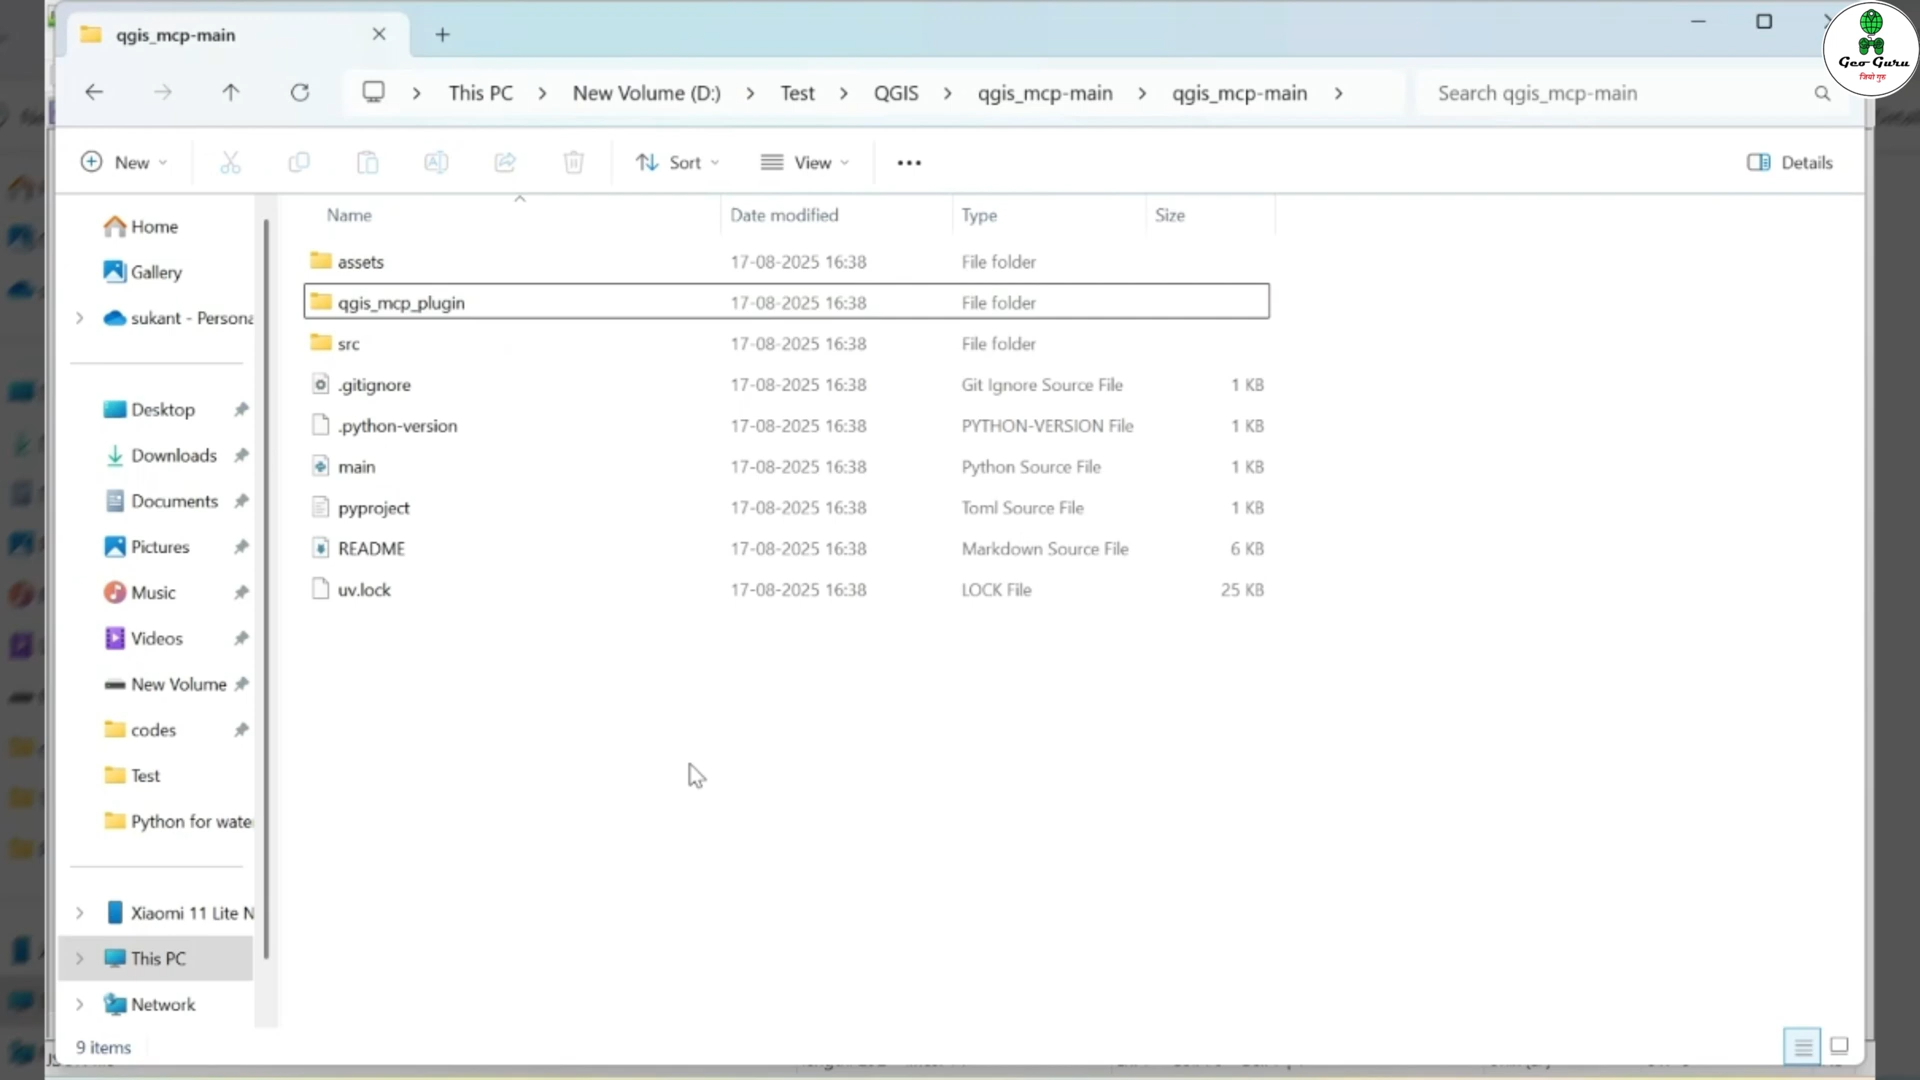 qgis_mcp-main
Geo Guru
जियो गुरु
This PC > New Volume (D:) > Test > QGIS > qgis_mcp-main > qgis_mcp-main >
Search qgis_mcp-main
New
Sort
View
Details
Name Date modified Type Size
Home
Gallery
sukant - Persona
Desktop
Downloads
Documents
Pictures
Music
Videos
New Volume
codes
Test
Python for wate
Xiaomi 11 Lite N
This PC
Network
assets 17-08-2025 16:38 File folder
qgis_mcp_plugin 17-08-2025 16:38 File folder
src 17-08-2025 16:38 File folder
.gitignore 17-08-2025 16:38 Git Ignore Source File 1 KB
.python-version 17-08-2025 16:38 PYTHON-VERSION File 1 KB
main 17-08-2025 16:38 Python Source File 1 KB
pyproject 17-08-2025 16:38 Toml Source File 1 KB
README 17-08-2025 16:38 Markdown Source File 6 KB
uv.lock 17-08-2025 16:38 LOCK File 25 KB
9 items